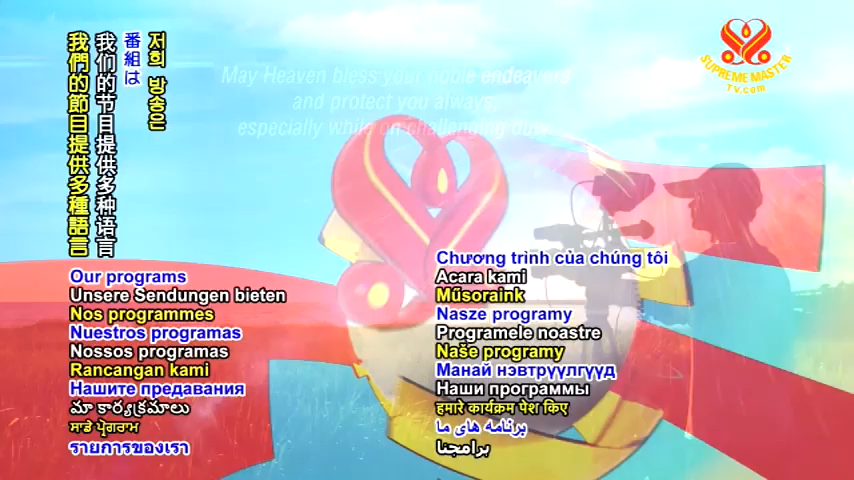 我們的節目提供多種語言
我们的节目提供多种语言
番組は
저희 방송은
May Heaven bless your noble endeavors
and protect you always,
especially while on challenging duty
SUPREME MASTER
TV.com
Our programs
Unsere Sendungen bieten
Nos programmes
Nuestros programas
Nossos programas
Rancangan kami
Нашите предавания
మా కార్యక్రమాలు
ਸਾਡੇ ਪ੍ਰੋਗਰਾਮ
รายการของเรา
Chương trình của chúng tôi
Acara kami
Műsoraink
Nasze programy
Programele noastre
Naše programy
Манай нэвтрүүлгүүд
Наши программы
हमारे कार्यक्रम पेश किए
برنامه های ما
برامجنا